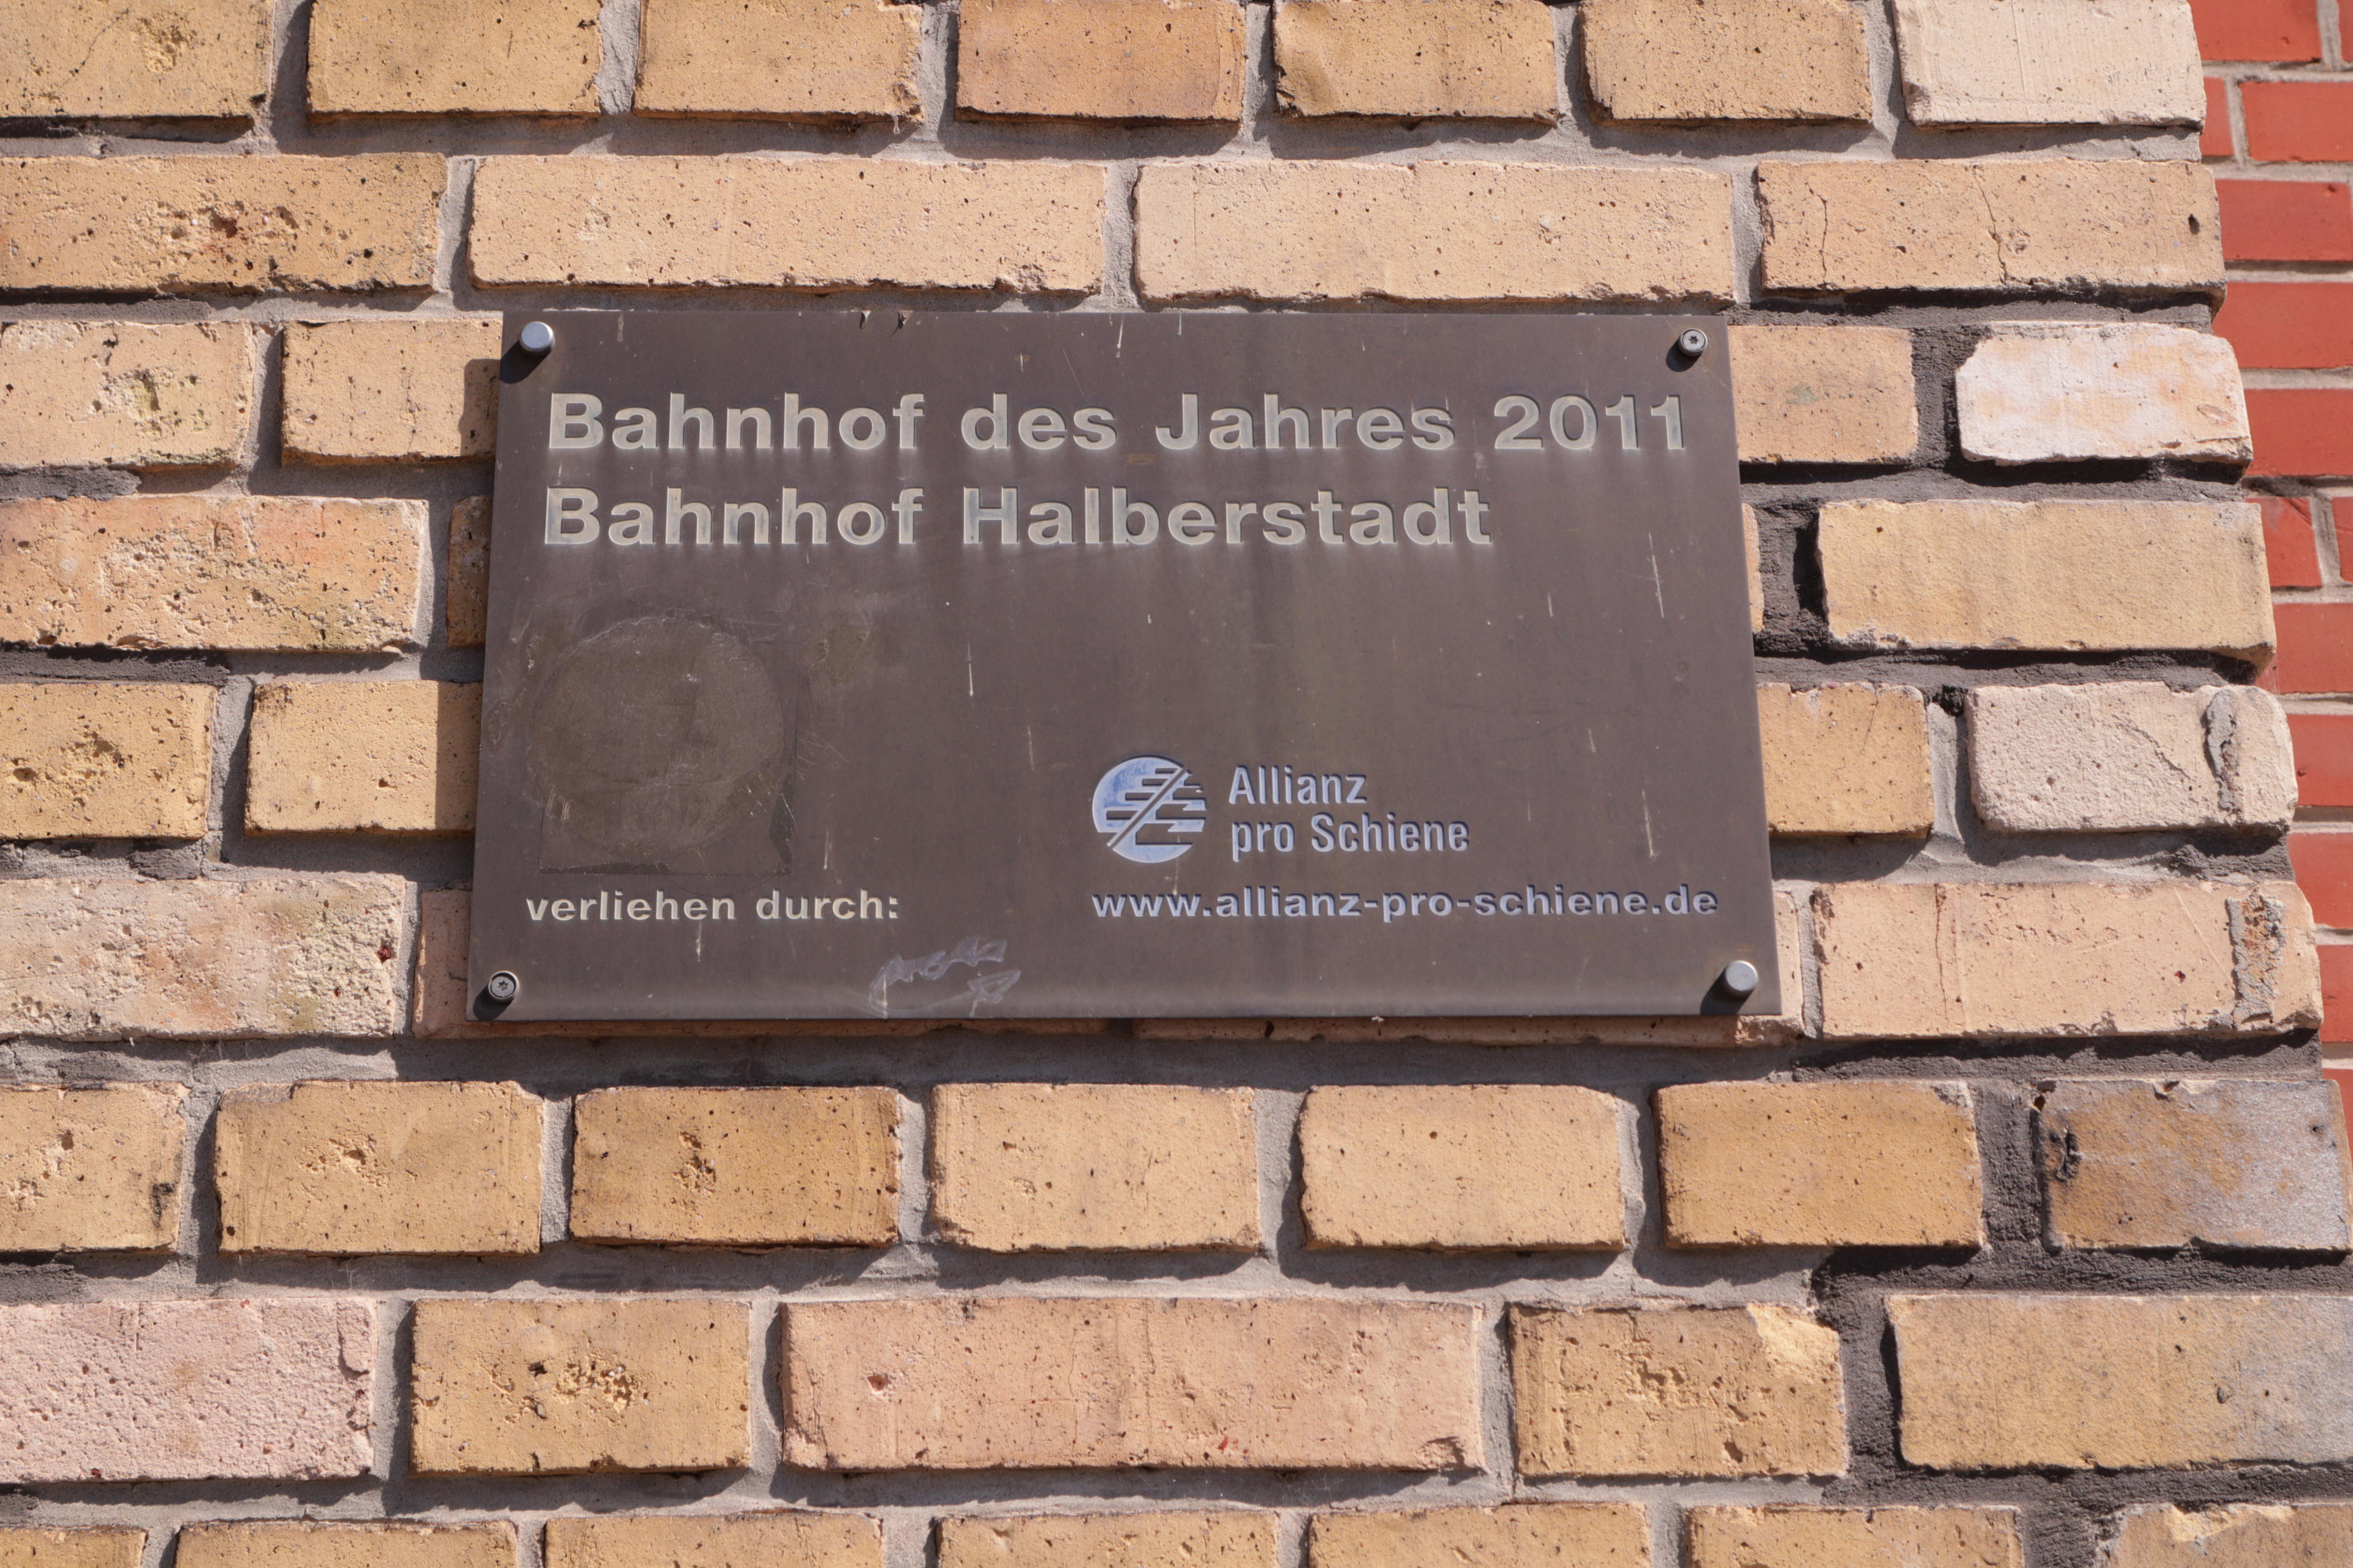 Bahnhof des Jahres 2011
Bahnhof Halberstadt
Allianz
pro Schiene
verliehen durch:
www.allianz-pro-schiene.de